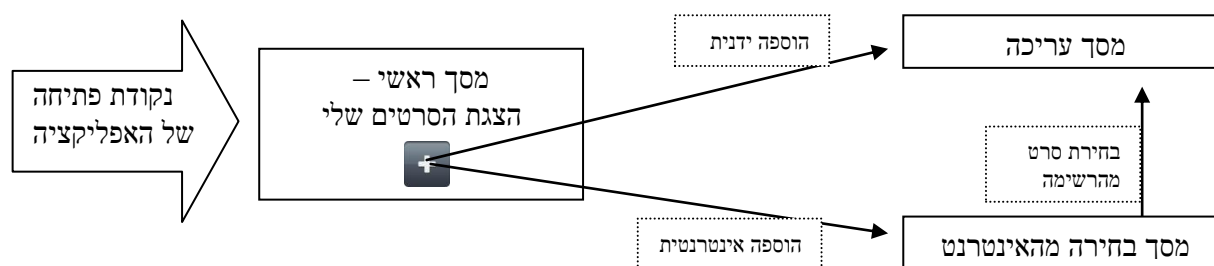 נקודת פתיחה
של האפליקציה
מסך ראשי –
הצגת הסרטים שלי
+
הוספה ידנית
מסך עריכה
בחירת סרט
מהרשימה
הוספה אינטרנטית
מסך בחירה מהאינטרנט